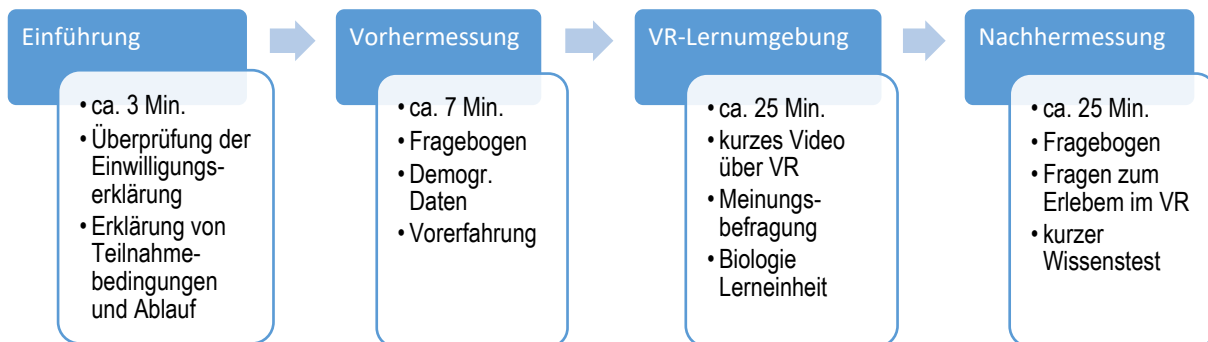 Einführung
• ca. 3 Min.
• Überprüfung der
Einwilligungs-
erklärung
• Erklärung von
Teilnahme-
bedingungen
und Ablauf
Vorhermessung
• ca. 7 Min.
• Fragebogen
• Demogr.
Daten
• Vorerfahrung
VR-Lernumgebung
• ca. 25 Min.
• kurzes Video
über VR
• Meinungs-
befragung
• Biologie
Lerneinheit
Nachhermessung
• ca. 25 Min.
• Fragebogen
• Fragen zum
Erlebem im VR
• kurzer
Wissenstest